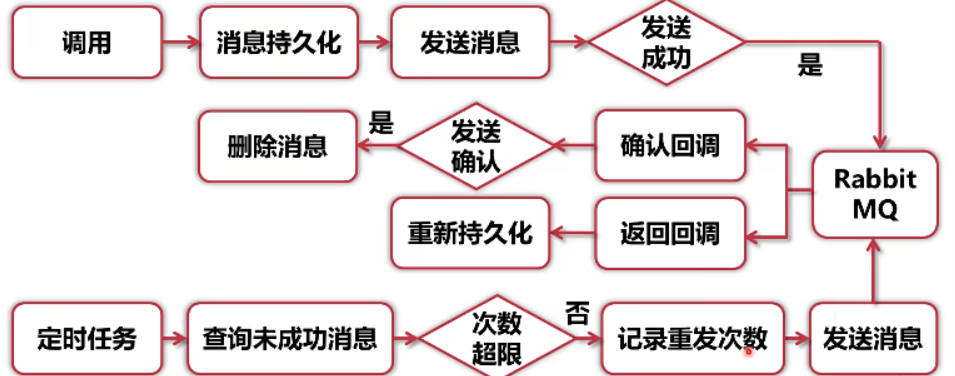 调用
消息持久化
发送消息
发送
成功
是
删除消息
是
发送
确认
确认回调
Rabbit
MQ
重新持久化
返回回调
定时任务
查询未成功消息
次数
超限
否
记录重发次数
发送消息